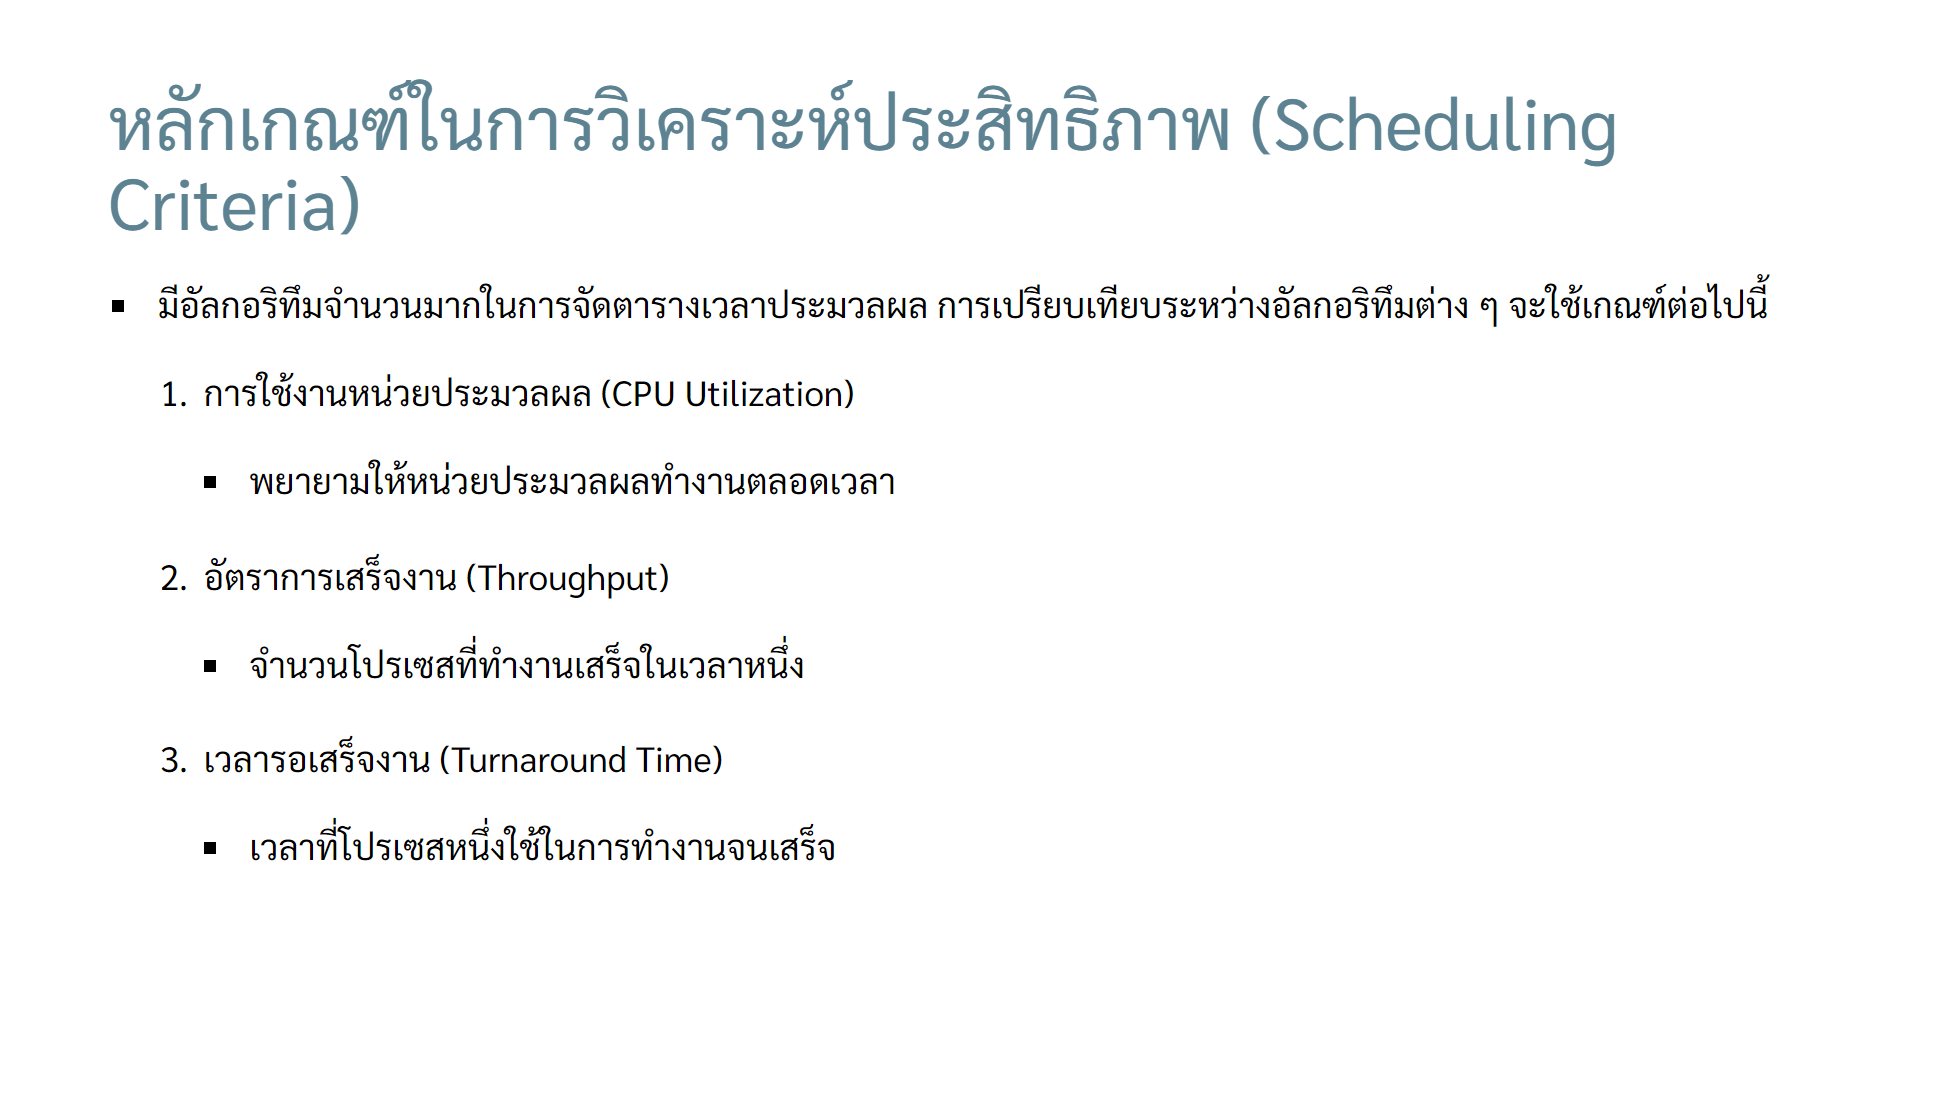 หลักเกณฑ์ในการวิเคราะห์ประสิทธิภาพ (Scheduling
Criteria)
▪ มีอัลกอริทึมจำนวนมากในการจัดตารางเวลาประมวลผล การเปรียบเทียบระหว่างอัลกอริทึมต่าง ๆ จะใช้เกณฑ์ต่อไปนี้
1. การใช้งานหน่วยประมวลผล (CPU Utilization)
▪ พยายามให้หน่วยประมวลผลทำงานตลอดเวลา
2. อัตราการเสร็จงาน (Throughput)
▪ จำนวนโปรเซสที่ทำงานเสร็จในเวลาหนึ่ง
3. เวลารอเสร็จงาน (Turnaround Time)
▪ เวลาที่โปรเซสหนึ่งใช้ในการทำงานจนเสร็จ